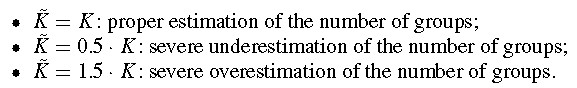 • K̃ = K: proper estimation of the number of groups;
• K̃ = 0.5 · K: severe underestimation of the number of groups;
• K̃ = 1.5 · K: severe overestimation of the number of groups.